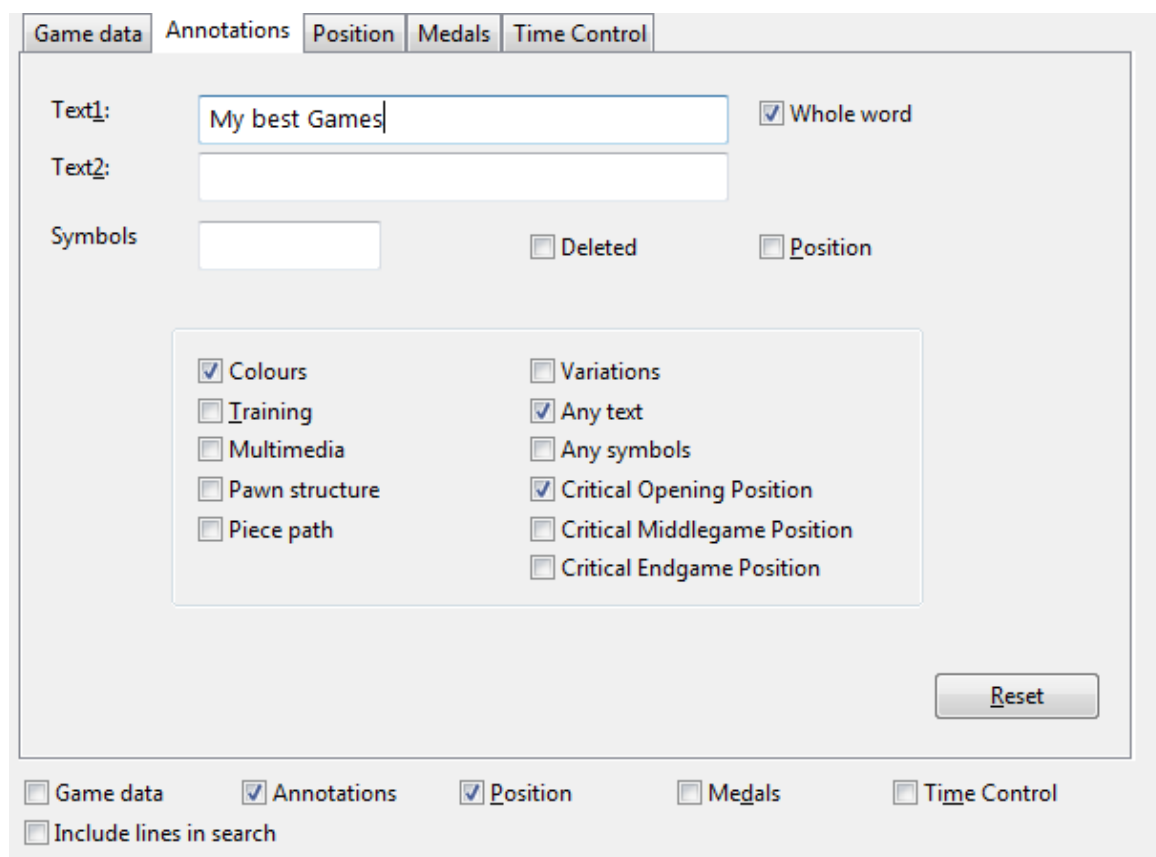 Game data Annotations Position Medals Time Control
Text1: My best Games Whole word
Text2:
Symbols Deleted Position
Colours Variations
Training Any text
Multimedia Any symbols
Pawn structure Critical Opening Position
Piece path Critical Middlegame Position
Critical Endgame Position
Reset
Game data Annotations Position Medals Time Control
Include lines in search